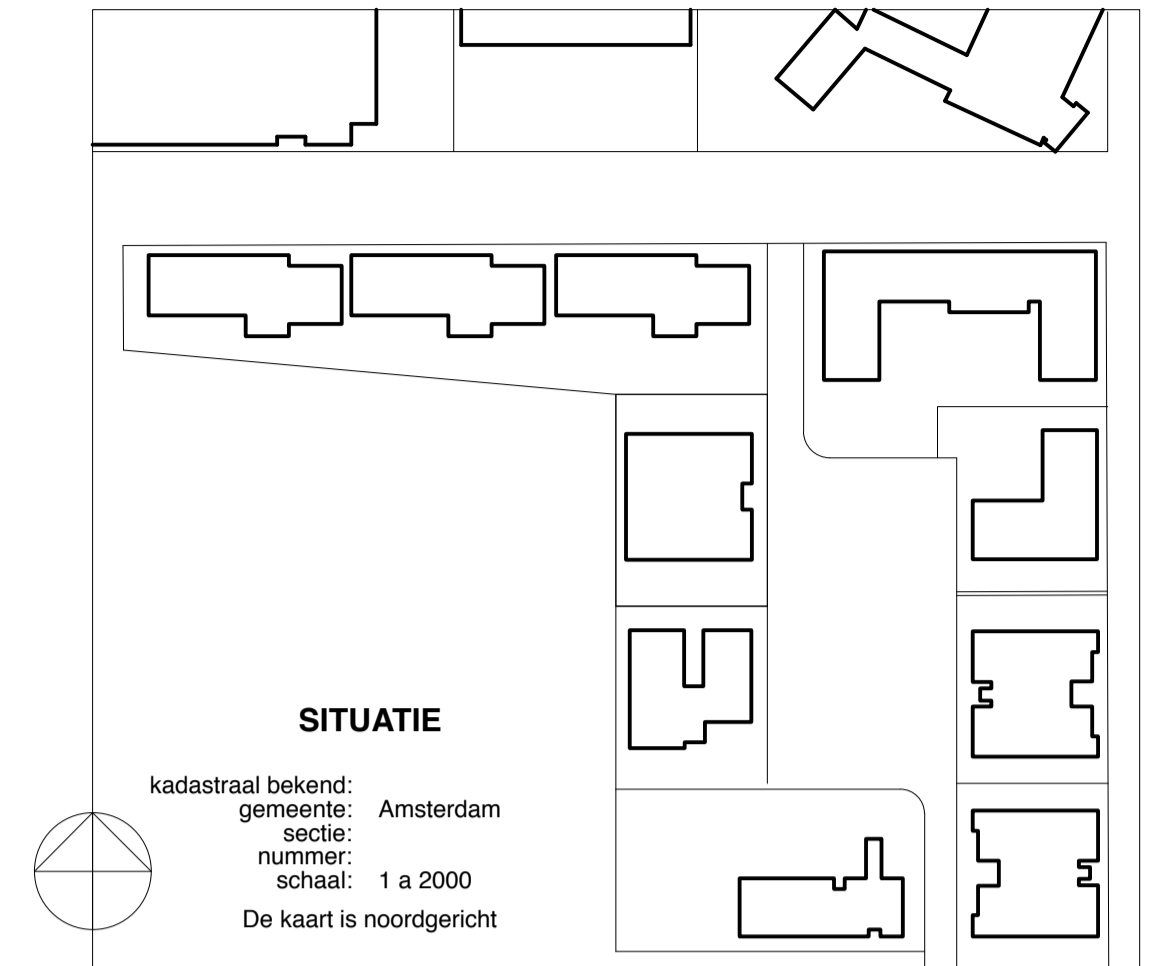 SITUATIE
kadastraal bekend:
gemeente: Amsterdam
sectie:
nummer:
schaal: 1 a 2000
De kaart is noordgericht